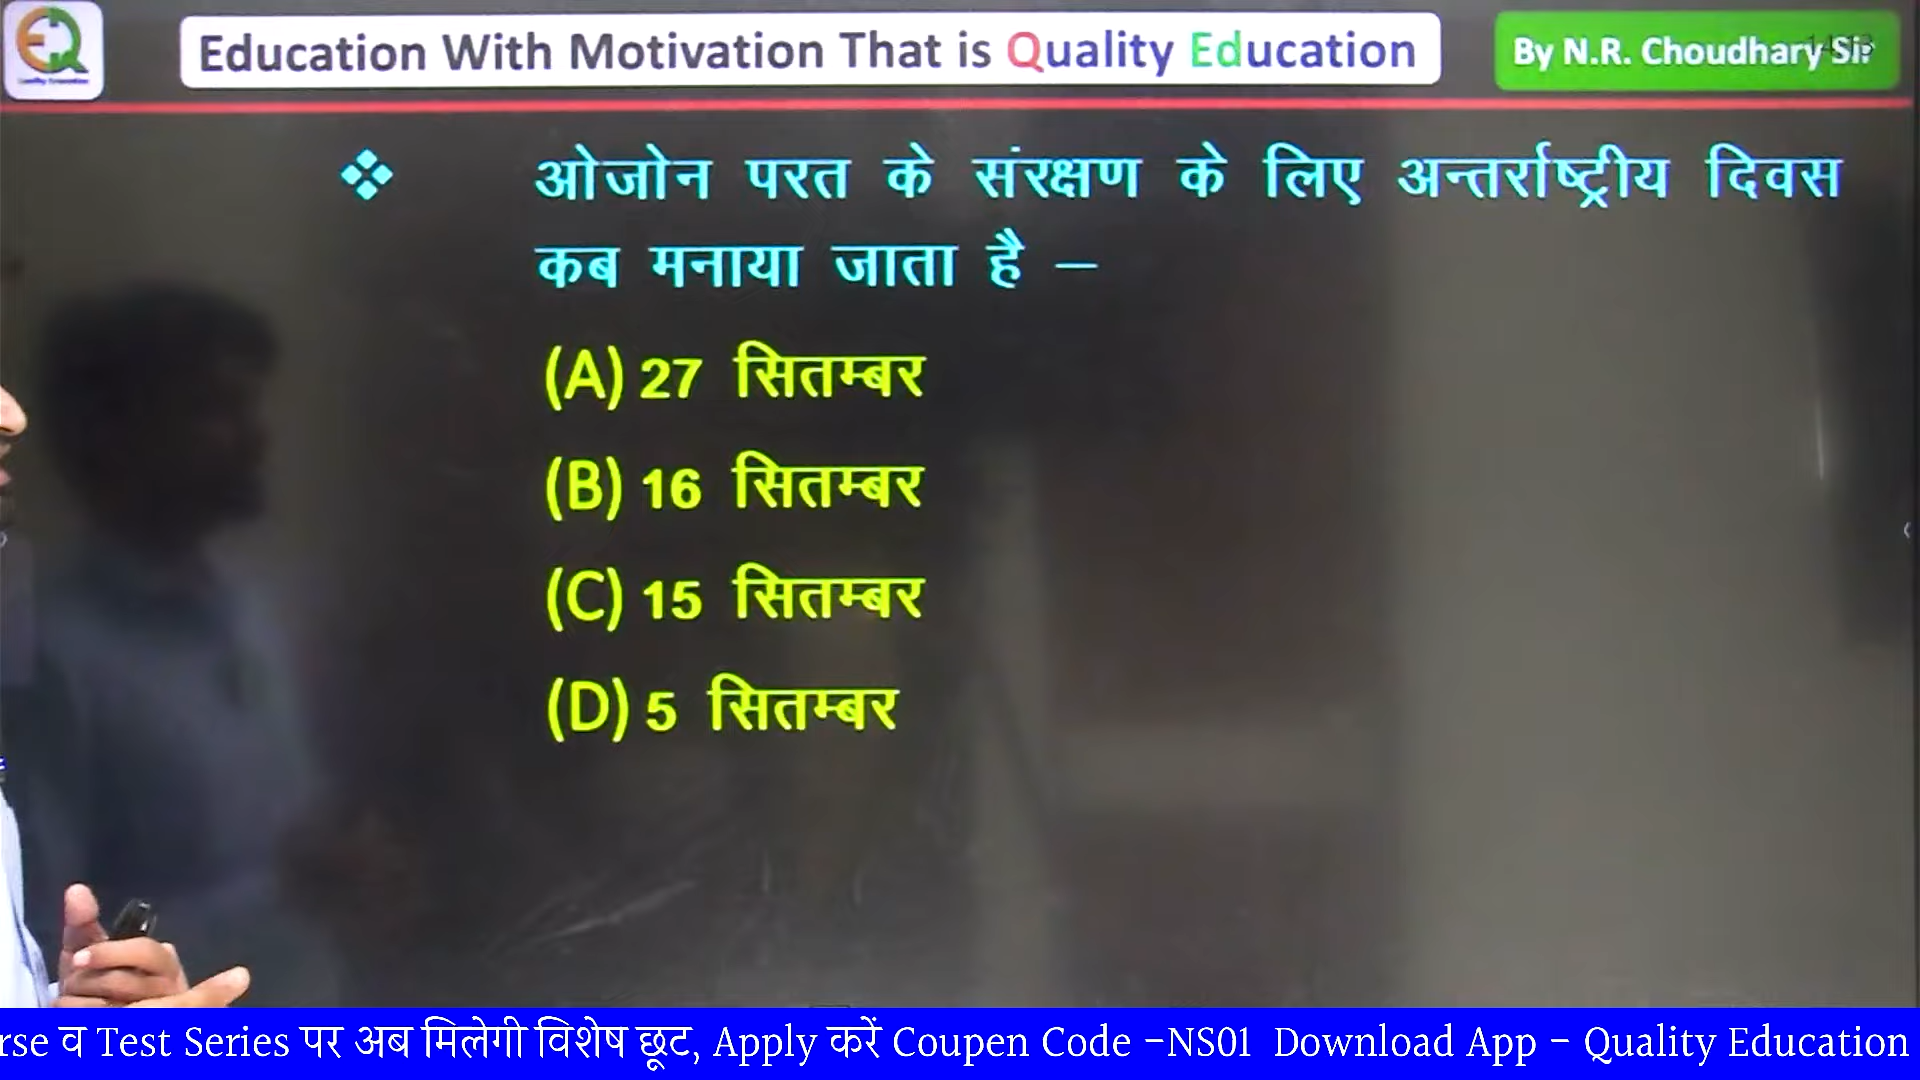 Education With Motivation That is Quality Education
By N.R. Choudhary Sir
❖ ओजोन परत के संरक्षण के लिए अन्तर्राष्ट्रीय दिवस
कब मनाया जाता है –
(A) 27 सितम्बर
(B) 16 सितम्बर
(C) 15 सितम्बर
(D) 5 सितम्बर
rse व Test Series पर अब मिलेगी विशेष छूट, Apply करें Coupen Code -NS01 Download App - Quality Education